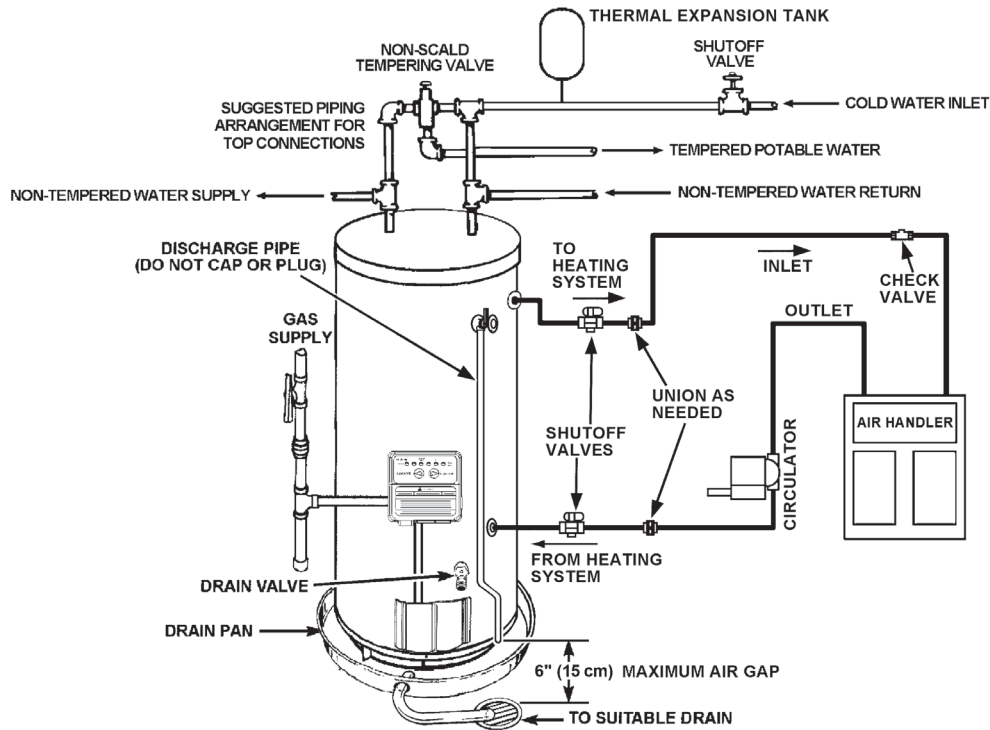 THERMAL EXPANSION TANK
NON-SCALD
TEMPERING VALVE
SHUTOFF
VALVE
SUGGESTED PIPING
ARRANGEMENT FOR
TOP CONNECTIONS
COLD WATER INLET
TEMPERED POTABLE WATER
NON-TEMPERED WATER SUPPLY
NON-TEMPERED WATER RETURN
DISCHARGE PIPE
(DO NOT CAP OR PLUG)
TO
HEATING
SYSTEM
INLET
CHECK
VALVE
GAS
SUPPLY
OUTLET
UNION AS
NEEDED
AIR HANDLER
SHUTOFF
VALVES
CIRCULATOR
FROM HEATING
SYSTEM
DRAIN VALVE
DRAIN PAN
6" (15 cm) MAXIMUM AIR GAP
TO SUITABLE DRAIN